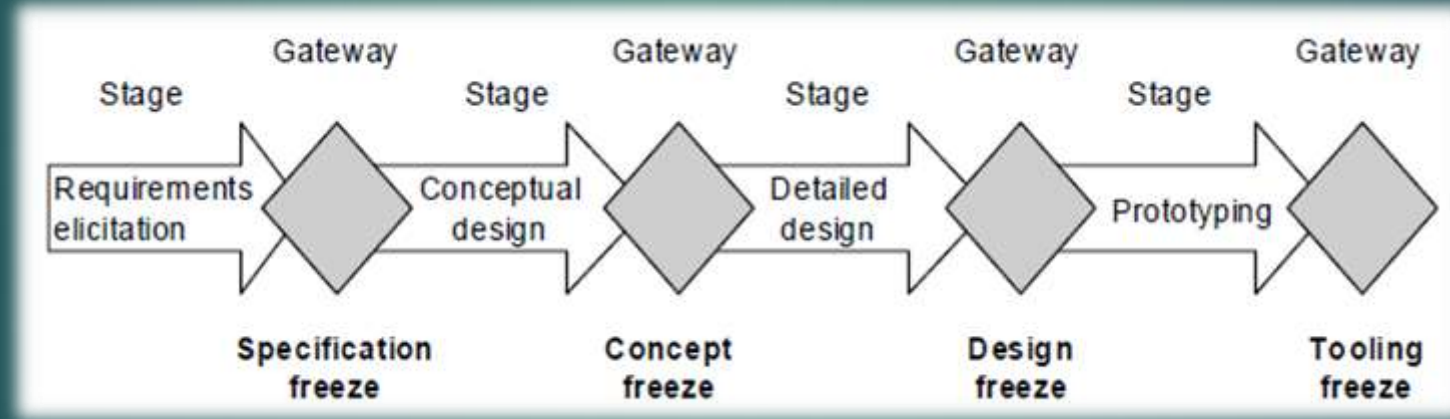 Gateway
Gateway
Gateway
Gateway
Stage
Stage
Stage
Stage
Requirements
elicitation
Conceptual
design
Detailed
design
Prototyping
Specification
freeze
Concept
freeze
Design
freeze
Tooling
freeze